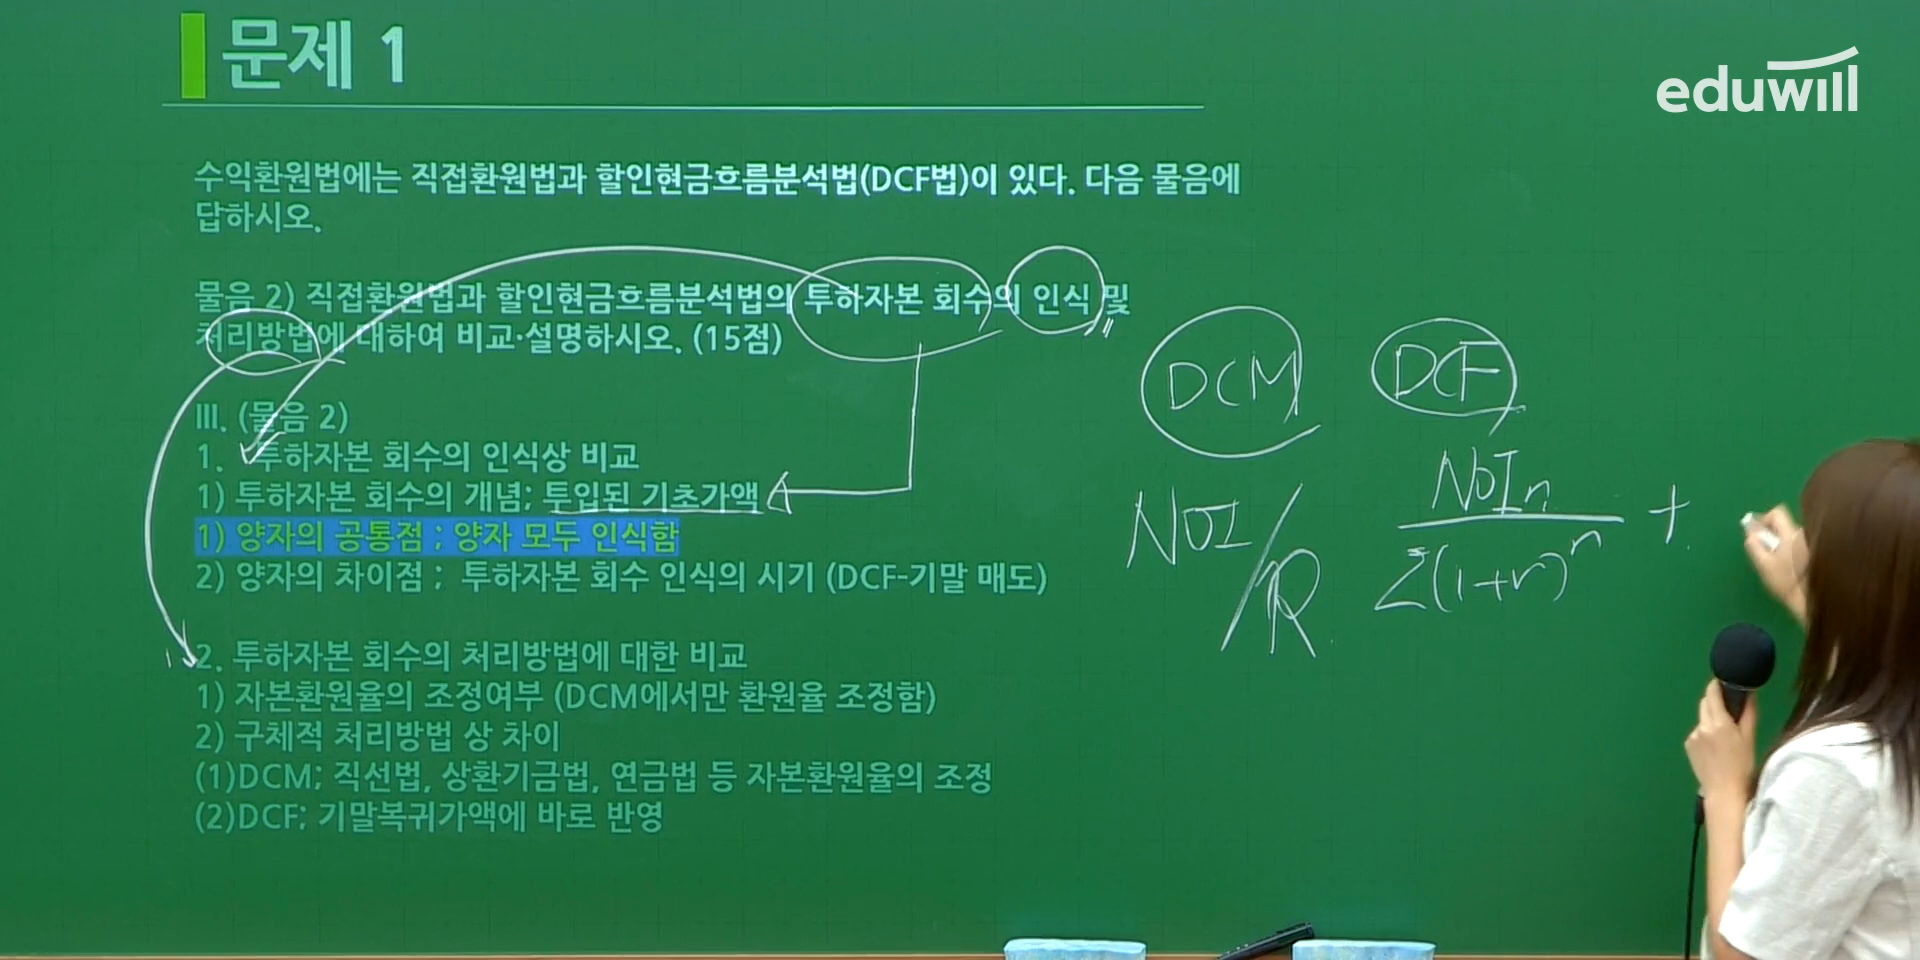 문제 1
eduwill
수익환원법에는 직접환원법과 할인현금흐름분석법(DCF법)이 있다. 다음 물음에
답하시오.
물음 2) 직접환원법과 할인현금흐름분석법의 투하자본 회수의 인식 및
처리방법에 대하여 비교·설명하시오. (15점)
III. (물음 2)
1. 투하자본 회수의 인식상 비교
1) 투하자본 회수의 개념; 투입된 기초가액
1) 양자의 공통점 ; 양자 모두 인식함
2) 양자의 차이점 ; 투하자본 회수 인식의 시기 (DCF-기말 매도)
2. 투하자본 회수의 처리방법에 대한 비교
1) 자본환원율의 조정여부 (DCM에서만 환원율 조정함)
2) 구체적 처리방법 상 차이
(1)DCM; 직선법, 상환기금법, 연금법 등 자본환원율의 조정
(2)DCF; 기말복귀가액에 바로 반영
DCM DCF
NOI/R
NOIn
Σ(1+r)ⁿ +